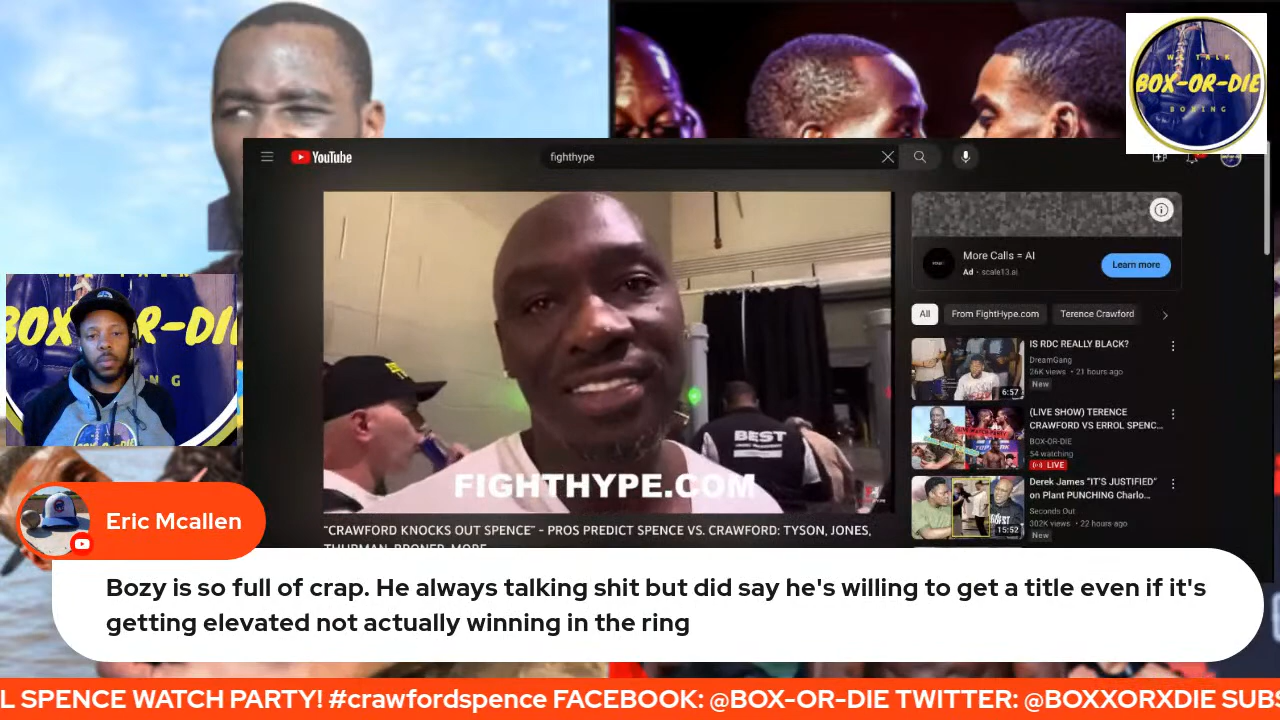 WE TALK
BOX-OR-DIE
BOXING
YouTube
fighthype
More Calls = AI
Ad · scale13.ai
Learn more
BEST
FIGHTHYPE.COM
All
From FightHype.com
Terence Crawford
IS RDC REALLY BLACK?
DreamGang
26K views • 21 hours ago
New
6:57
(LIVE SHOW) TERENCE
CRAWFORD VS ERROL SPENC...
BOX-OR-DIE
54 watching
LIVE
Derek James "IT'S JUSTIFIED"
on Plant PUNCHING Charlo...
Seconds Out
302K views • 22 hours ago
New
15:52
"CRAWFORD KNOCKS OUT SPENCE" - PROS PREDICT SPENCE VS. CRAWFORD: TYSON, JONES,
THURMAN, BRONER, MORE
Eric Mcallen
Bozy is so full of crap. He always talking shit but did say he's willing to get a title even if it's
getting elevated not actually winning in the ring
L SPENCE WATCH PARTY! #crawfordspence FACEBOOK: @BOX-OR-DIE TWITTER: @BOXXORXDIE SUBS